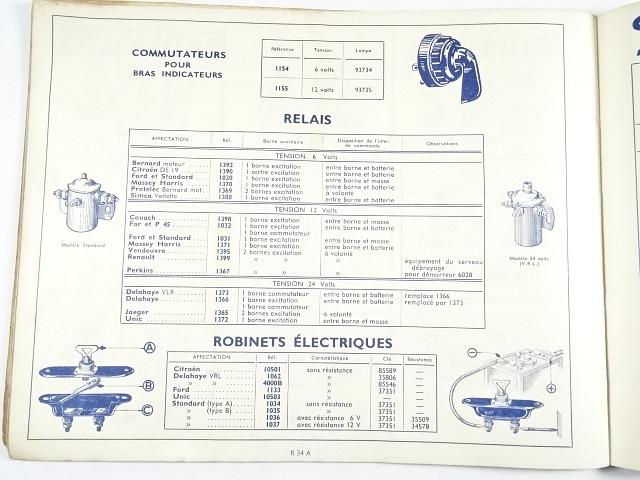 COMMUTATEURS
POUR
BRAS INDICATEURS
Référence Tension Lampe
1154 6 volts 93734
1155 12 volts 93735
RELAIS
AFFECTATION Réf. Borne auxiliaire Disposition de l'inter. de commande Observations
TENSION 6 Volts
Bernard moteur 1392 1 borne excitation entre borne et batterie
Citroën DS 19 1390 1 sortie excitation entre borne et batterie
Ford et Standard 1030 1 borne excitation entre borne et masse
Massey Harris 1370 1 borne excitation entre borne et batterie
Protelec Bernard mot. 1369 2 bornes excitation à volonté
Simca Vedette 1388 1 borne excitation entre borne et batterie
TENSION 12 Volts
Couach 1398 1 borne excitation entre borne et masse
Far et P 45 1032 1 borne excitation entre borne et batterie
1 borne commutateur
Ford et Standard 1031 1 borne excitation entre borne et masse
Massey Harris 1371 1 borne excitation entre borne et batterie
Vendeuvre 1395 2 bornes excitation à volonté
Renault 1399 » » » équipement du cerveau
débrayage
Perkins 1367 » » » pour démarreur 6028
TENSION 24 Volts
Delahaye VLR 1373 1 borne commutateur entre borne et batterie remplace 1366
Delahaye 1366 1 borne excitation entre borne et batterie remplacé par 1373
1 borne commutateur
Jaeger 1365 2 bornes excitation à volonté
Unic 1372 1 borne excitation entre borne et masse
Modèle Standard
Modèle 24 volts
(V.R.L.)
ROBINETS ÉLECTRIQUES
AFFECTATION Réf. Caractéristique Clé Résistance
Citroën 10501 sans résistance 85589 —
Delahaye VRL 1062 » 35806 —
» » 4000B » 85546 —
Ford 1133 » 37351 —
Unic 10503 » — —
Standard (type A) 1034 sans résistance 37351 —
» (type B) 1035 » 37351 —
» 1036 avec résistance 6 V 37351 35509
» 1037 avec résistance 12 V 37351 34578
A
B
C
−
+
R 34 A